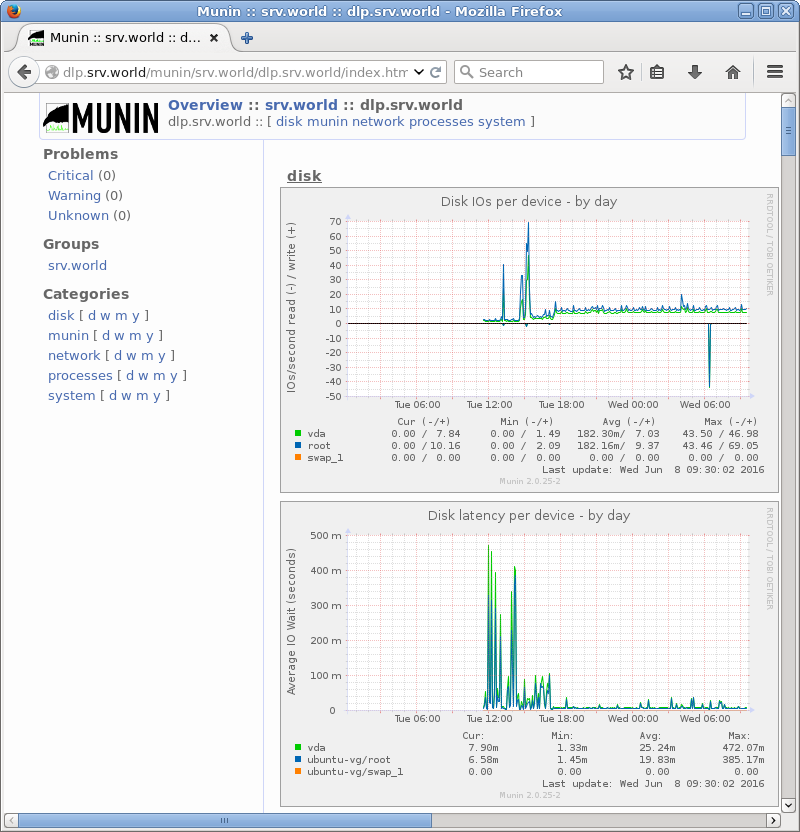 Munin :: srv.world :: dlp.srv.world - Mozilla Firefox
Munin :: srv.world :: d...
dlp.srv.world/munin/srv.world/dlp.srv.world/index.htm
Search
MUNIN
Overview :: srv.world :: dlp.srv.world
dlp.srv.world :: [ disk munin network processes system ]
Problems
Critical (0)
Warning (0)
Unknown (0)
Groups
srv.world
Categories
disk [ d w m y ]
munin [ d w m y ]
network [ d w m y ]
processes [ d w m y ]
system [ d w m y ]
disk
Disk IOs per device - by day
RRDTOOL / TOBI OETIKER
IOs/second read (-) / write (+)
70
60
50
40
30
20
10
0
-10
-20
-30
-40
-50
Tue 06:00 Tue 12:00 Tue 18:00 Wed 00:00 Wed 06:00
Cur (-/+) Min (-/+) Avg (-/+) Max (-/+)
vda 0.00 / 7.84 0.00 / 1.49 182.30m/ 7.03 43.50 / 46.98
root 0.00 /10.16 0.00 / 2.09 182.16m/ 9.37 43.46 / 69.05
swap_1 0.00 / 0.00 0.00 / 0.00 0.00 / 0.00 0.00 / 0.00
Last update: Wed Jun 8 09:30:02 2016
Munin 2.0.25-2
Disk latency per device - by day
RRDTOOL / TOBI OETIKER
Average IO Wait (seconds)
500 m
400 m
300 m
200 m
100 m
0
Tue 06:00 Tue 12:00 Tue 18:00 Wed 00:00 Wed 06:00
Cur: Min: Avg: Max:
vda 7.90m 1.33m 25.24m 472.07m
ubuntu-vg/root 6.58m 1.45m 19.83m 385.17m
ubuntu-vg/swap_1 0.00 0.00 0.00 0.00
Last update: Wed Jun 8 09:30:02 2016
Munin 2.0.25-2